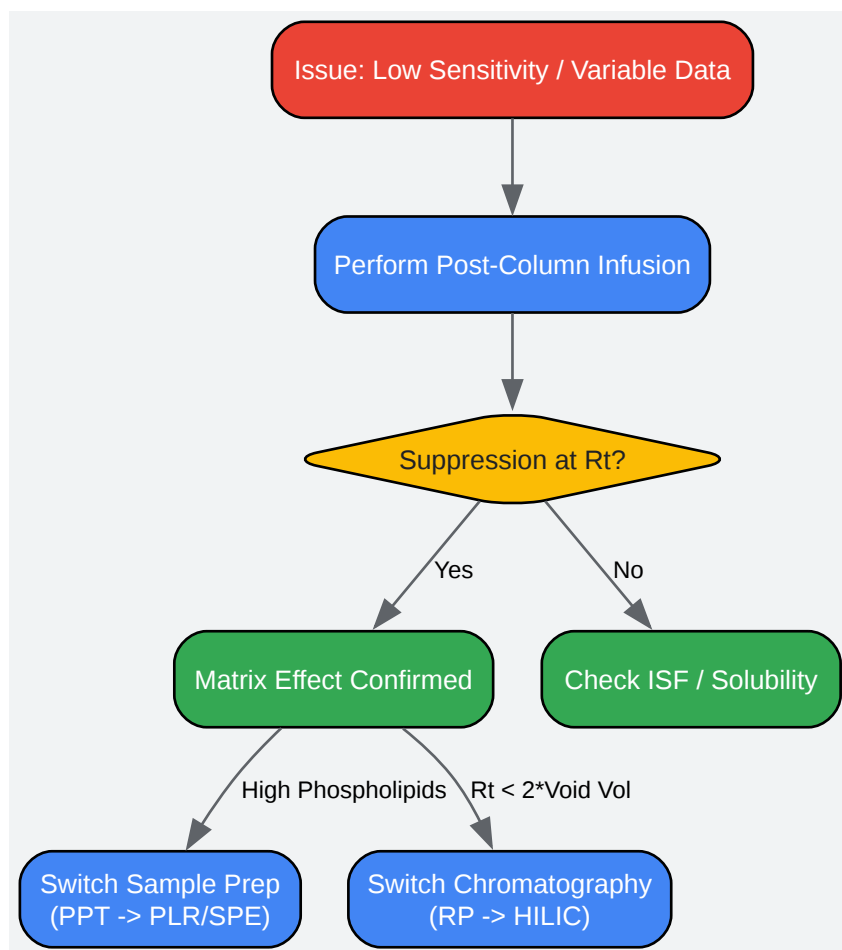 Issue: Low Sensitivity / Variable Data
Perform Post-Column Infusion
Suppression at Rt?
Yes
No
Matrix Effect Confirmed
Check ISF / Solubility
High Phospholipids
Rt < 2*Void Vol
Switch Sample Prep
(PPT -> PLR/SPE)
Switch Chromatography
(RP -> HILIC)